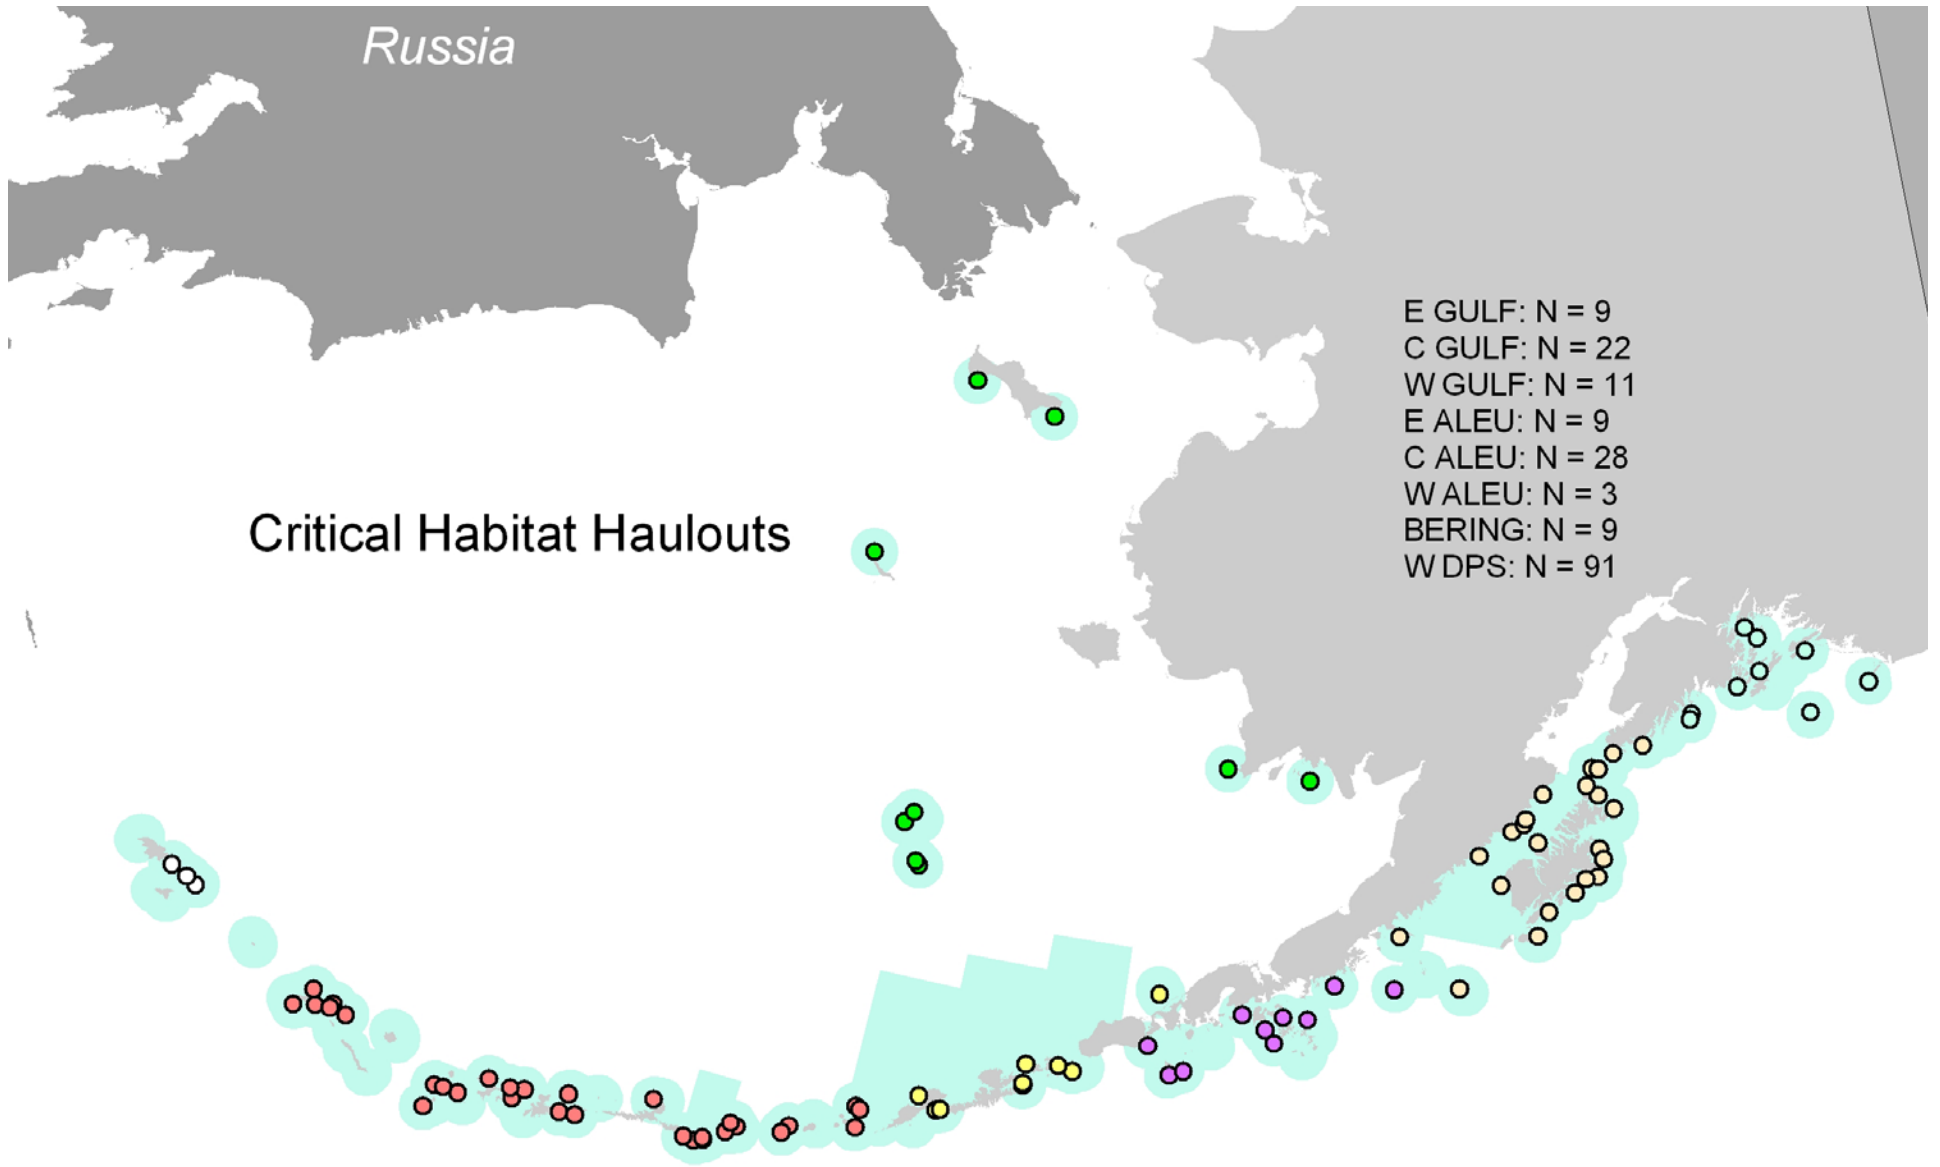 Russia
E GULF: N = 9
C GULF: N = 22
W GULF: N = 11
E ALEU: N = 9
C ALEU: N = 28
W ALEU: N = 3
BERING: N = 9
W DPS: N = 91
Critical Habitat Haulouts